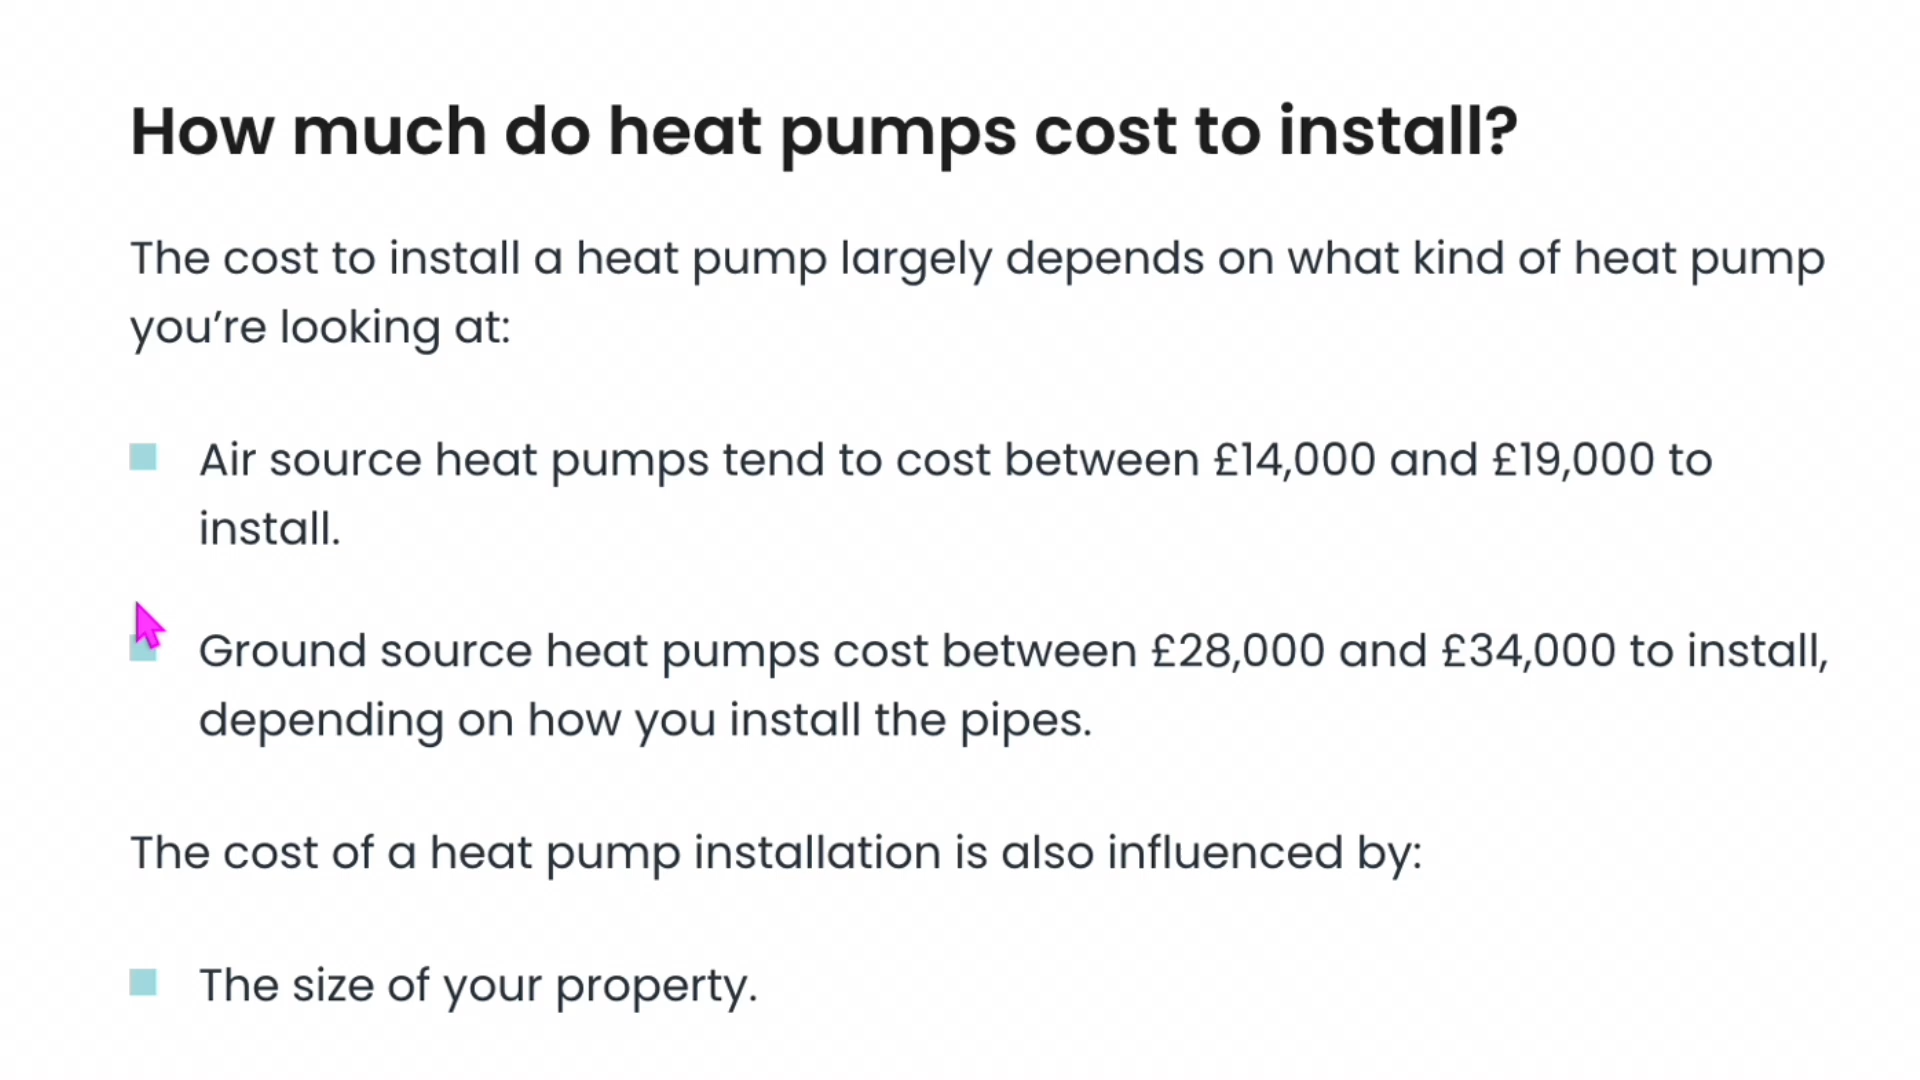 How much do heat pumps cost to install?
The cost to install a heat pump largely depends on what kind of heat pump
you’re looking at:
Air source heat pumps tend to cost between £14,000 and £19,000 to
install.
Ground source heat pumps cost between £28,000 and £34,000 to install,
depending on how you install the pipes.
The cost of a heat pump installation is also influenced by:
The size of your property.